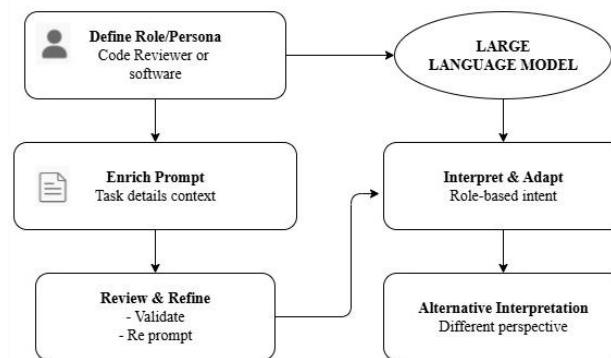 Define Role/Persona
Code Reviewer or
software
LARGE
LANGUAGE MODEL
Enrich Prompt
Task details context
Interpret & Adapt
Role-based intent
Review & Refine
- Validate
- Re prompt
Alternative Interpretation
Different perspective